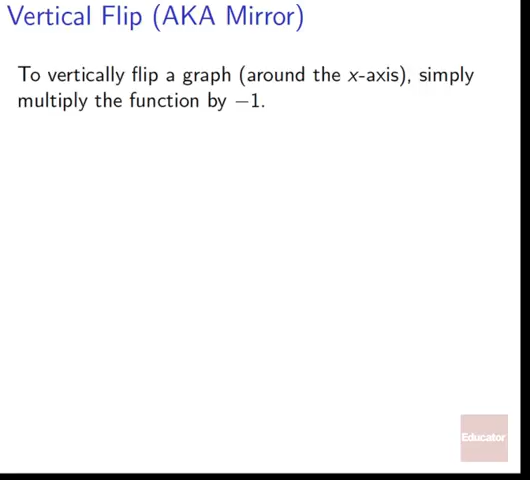 Vertical Flip (AKA Mirror)
To vertically flip a graph (around the x-axis), simply
multiply the function by −1.
Educator